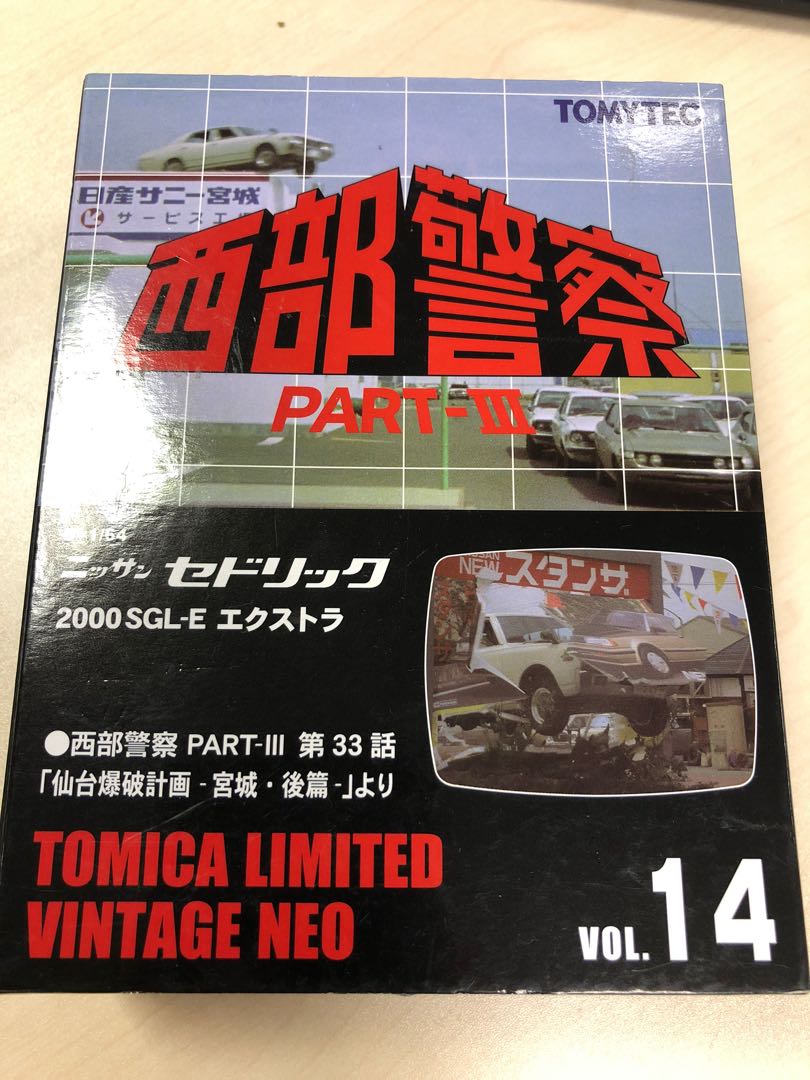 TOMYTEC
日産サニー宮城
サービス工場
西部警察
PART-III
1/64
ニッサン セドリック
2000 SGL-E エクストラ
NEW スタンザ
●西部警察 PART-III 第33話
「仙台爆破計画 - 宮城・後篇 -」より
TOMICA LIMITED
VINTAGE NEO
VOL. 14